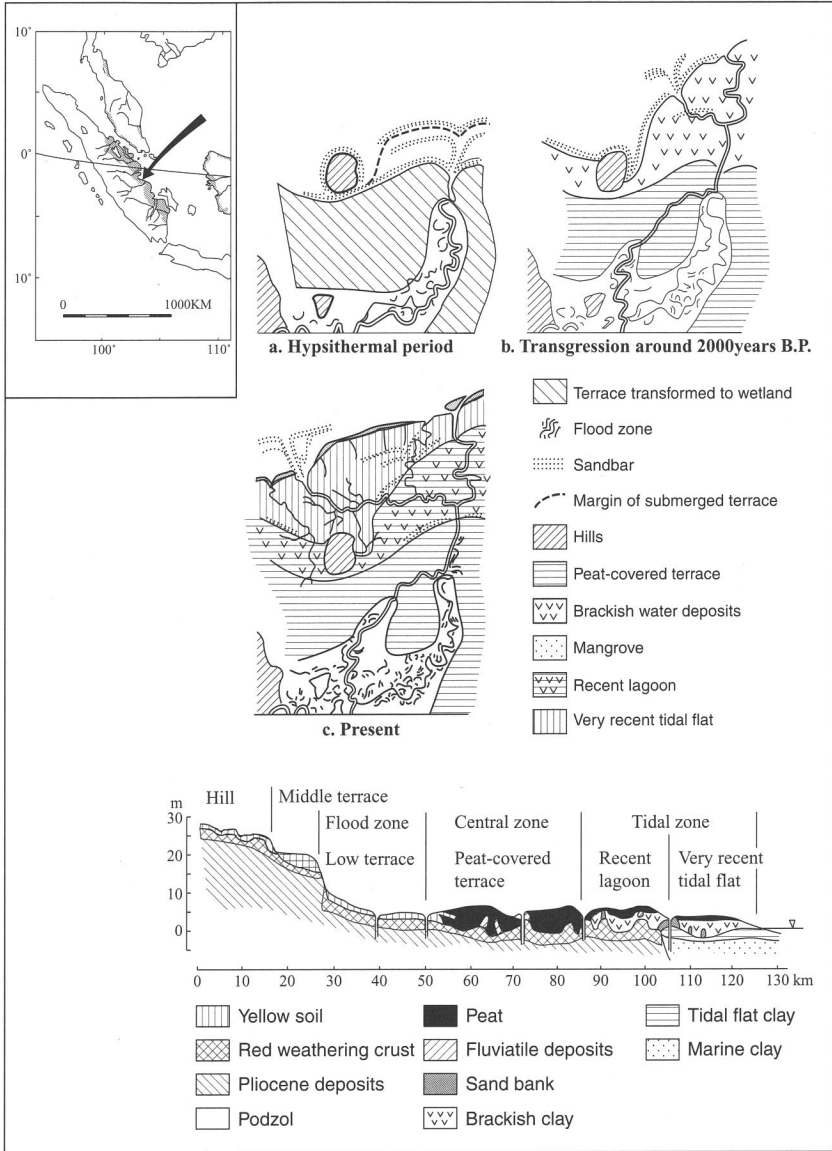 10˚
0˚
10˚
0 1000KM
100˚ 110˚
a. Hypsithermal period
b. Transgression around 2000years B.P.
c. Present
Terrace transformed to wetland
Flood zone
Sandbar
Margin of submerged terrace
Hills
Peat-covered terrace
Brackish water deposits
Mangrove
Recent lagoon
Very recent tidal flat
m
30
20
10
0
Hill
Middle terrace
Flood zone
Low terrace
Central zone
Peat-covered
terrace
Tidal zone
Recent
lagoon
Very recent
tidal flat
0 10 20 30 40 50 60 70 80 90 100 110 120 130 km
Yellow soil
Red weathering crust
Pliocene deposits
Podzol
Peat
Fluviatile deposits
Sand bank
Brackish clay
Tidal flat clay
Marine clay